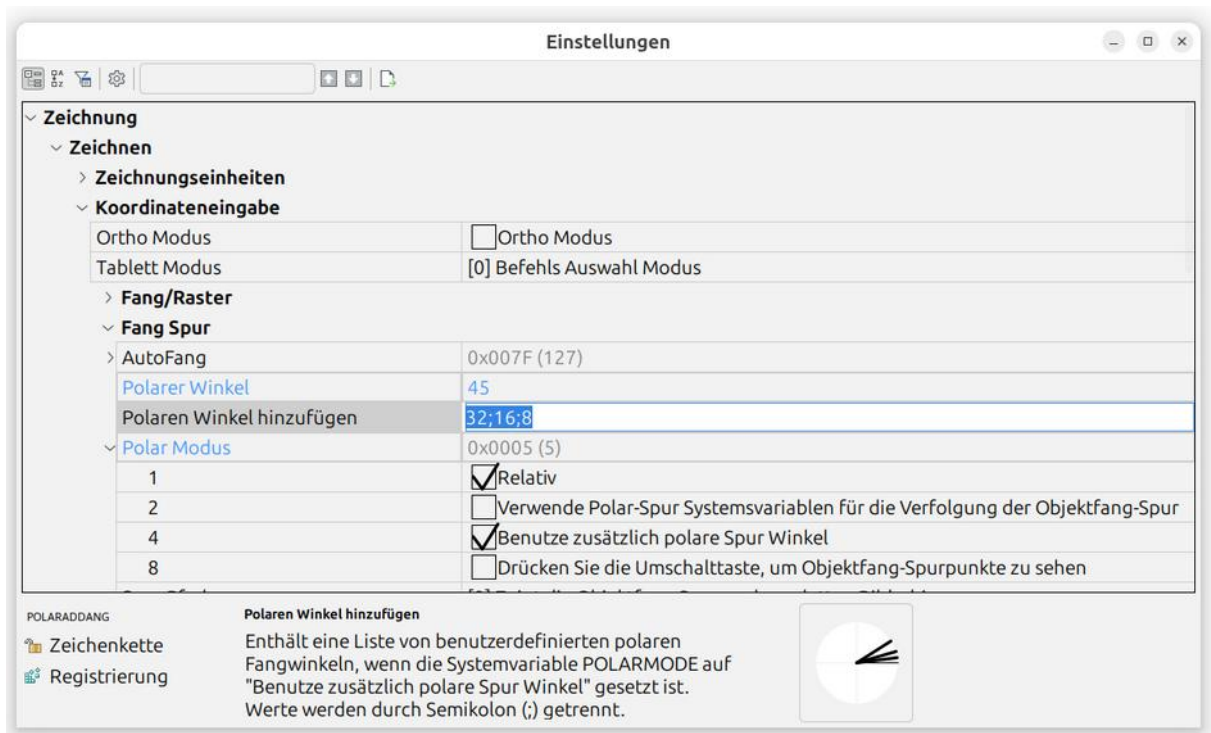 Einstellungen
Zeichnung
Zeichnen
Zeichnungseinheiten
Koordinateneingabe
Ortho Modus Ortho Modus
Tablett Modus [0] Befehls Auswahl Modus
Fang/Raster
Fang Spur
AutoFang 0x007F (127)
Polarer Winkel 45
Polaren Winkel hinzufügen 32;16;8
Polar Modus 0x0005 (5)
1 Relativ
2 Verwende Polar-Spur Systemsvariablen für die Verfolgung der Objektfang-Spur
4 Benutze zusätzlich polare Spur Winkel
8 Drücken Sie die Umschalttaste, um Objektfang-Spurpunkte zu sehen
POLARADDANG
Zeichenkette
Registrierung
Polaren Winkel hinzufügen
Enthält eine Liste von benutzerdefinierten polaren
Fangwinkeln, wenn die Systemvariable POLARMODE auf
"Benutze zusätzlich polare Spur Winkel" gesetzt ist.
Werte werden durch Semikolon (;) getrennt.